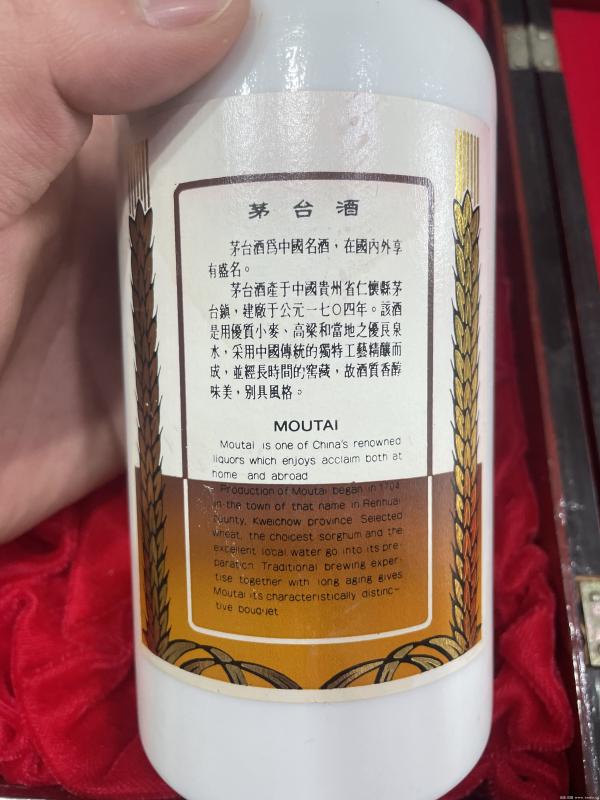 茅台酒
茅台酒爲中國名酒，在國內外享
有盛名。
茅台酒產于中國貴州省仁懷縣茅
台鎮，建廠于公元一七〇四年。該酒
是用優質小麥、高粱和當地之優良泉
水，采用中國傳統的獨特工藝精釀而
成，並經長時間的窖藏，故酒質香醇
味美，别具風格。
MOUTAI
Moutai is one of China's renowned
liquors which enjoys acclaim both at
home and abroad
Production of Moutai began in 1704
in the town of that name in Renhuai
County, Kweichow province Selected
wheat, the choicest sorghum and the
excellent local water go into its pre-
paration Traditional brewing exper-
tise together with long aging gives
Moutai its characteristically distinc-
tive bouquet